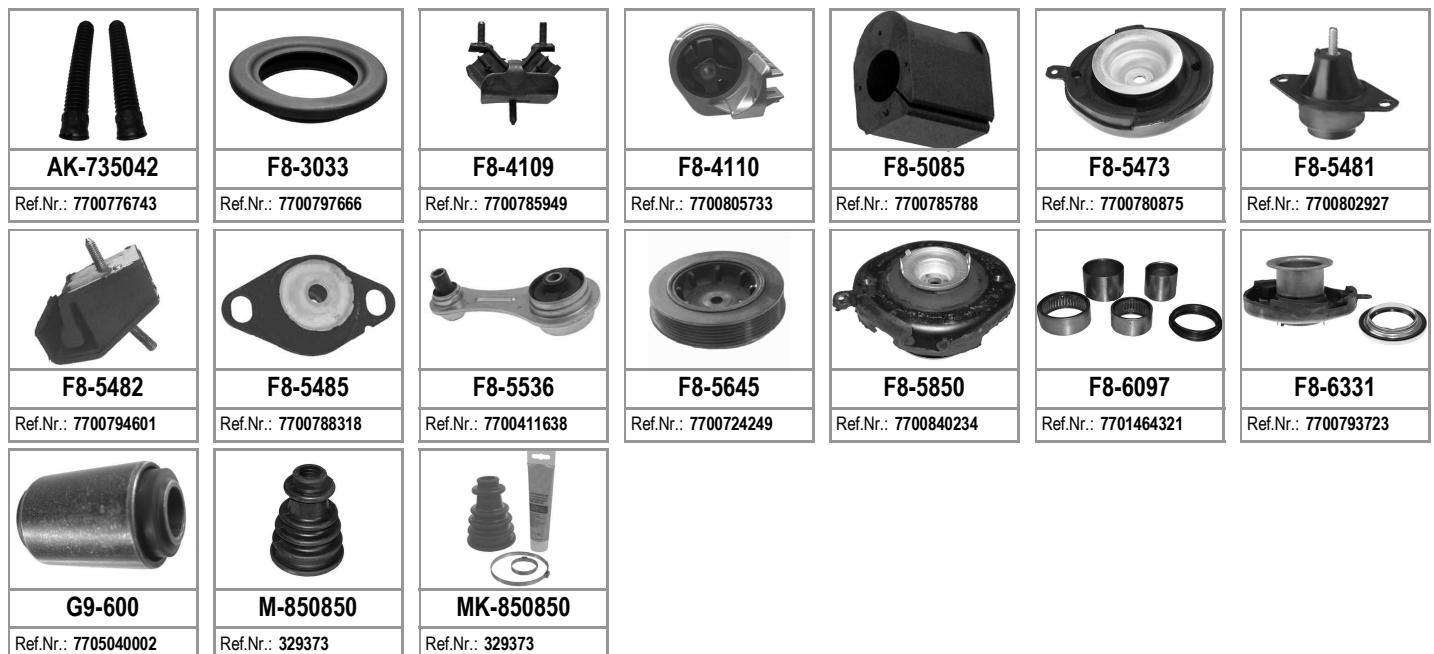 AK-735042
Ref.Nr.: 7700776743
F8-3033
Ref.Nr.: 7700797666
F8-4109
Ref.Nr.: 7700785949
F8-4110
Ref.Nr.: 7700805733
F8-5085
Ref.Nr.: 7700785788
F8-5473
Ref.Nr.: 7700780875
F8-5481
Ref.Nr.: 7700802927
F8-5482
Ref.Nr.: 7700794601
F8-5485
Ref.Nr.: 7700788318
F8-5536
Ref.Nr.: 7700411638
F8-5645
Ref.Nr.: 7700724249
F8-5850
Ref.Nr.: 7700840234
F8-6097
Ref.Nr.: 7701464321
F8-6331
Ref.Nr.: 7700793723
G9-600
Ref.Nr.: 7705040002
M-850850
Ref.Nr.: 329373
MK-850850
Ref.Nr.: 329373